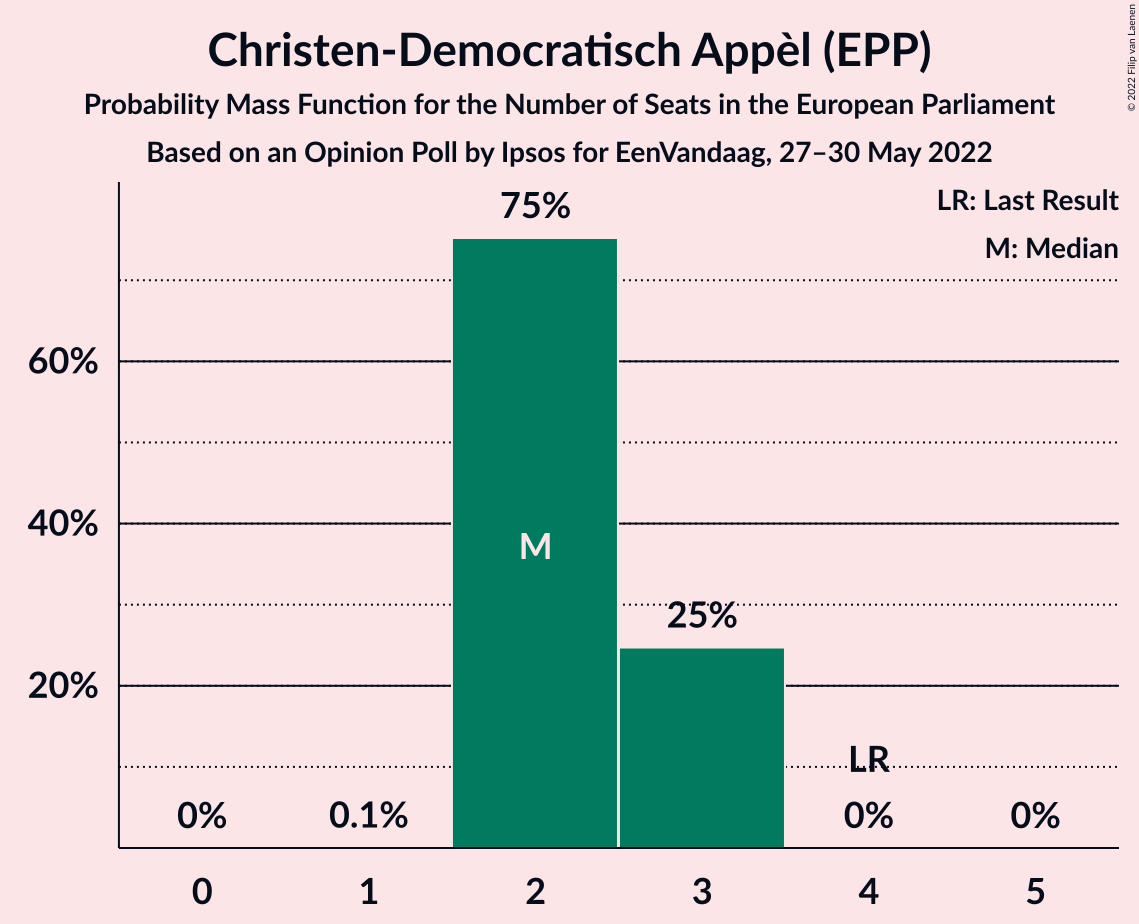 Christen-Democratisch Appèl (EPP)
Probability Mass Function for the Number of Seats in the European Parliament
Based on an Opinion Poll by Ipsos for EenVandaag, 27–30 May 2022
© 2022 Filip van Laenen
LR: Last Result
M: Median
75%
60%
40%
M
25%
20%
LR
0%
0.1%
0%
0%
0
1
2
3
4
5